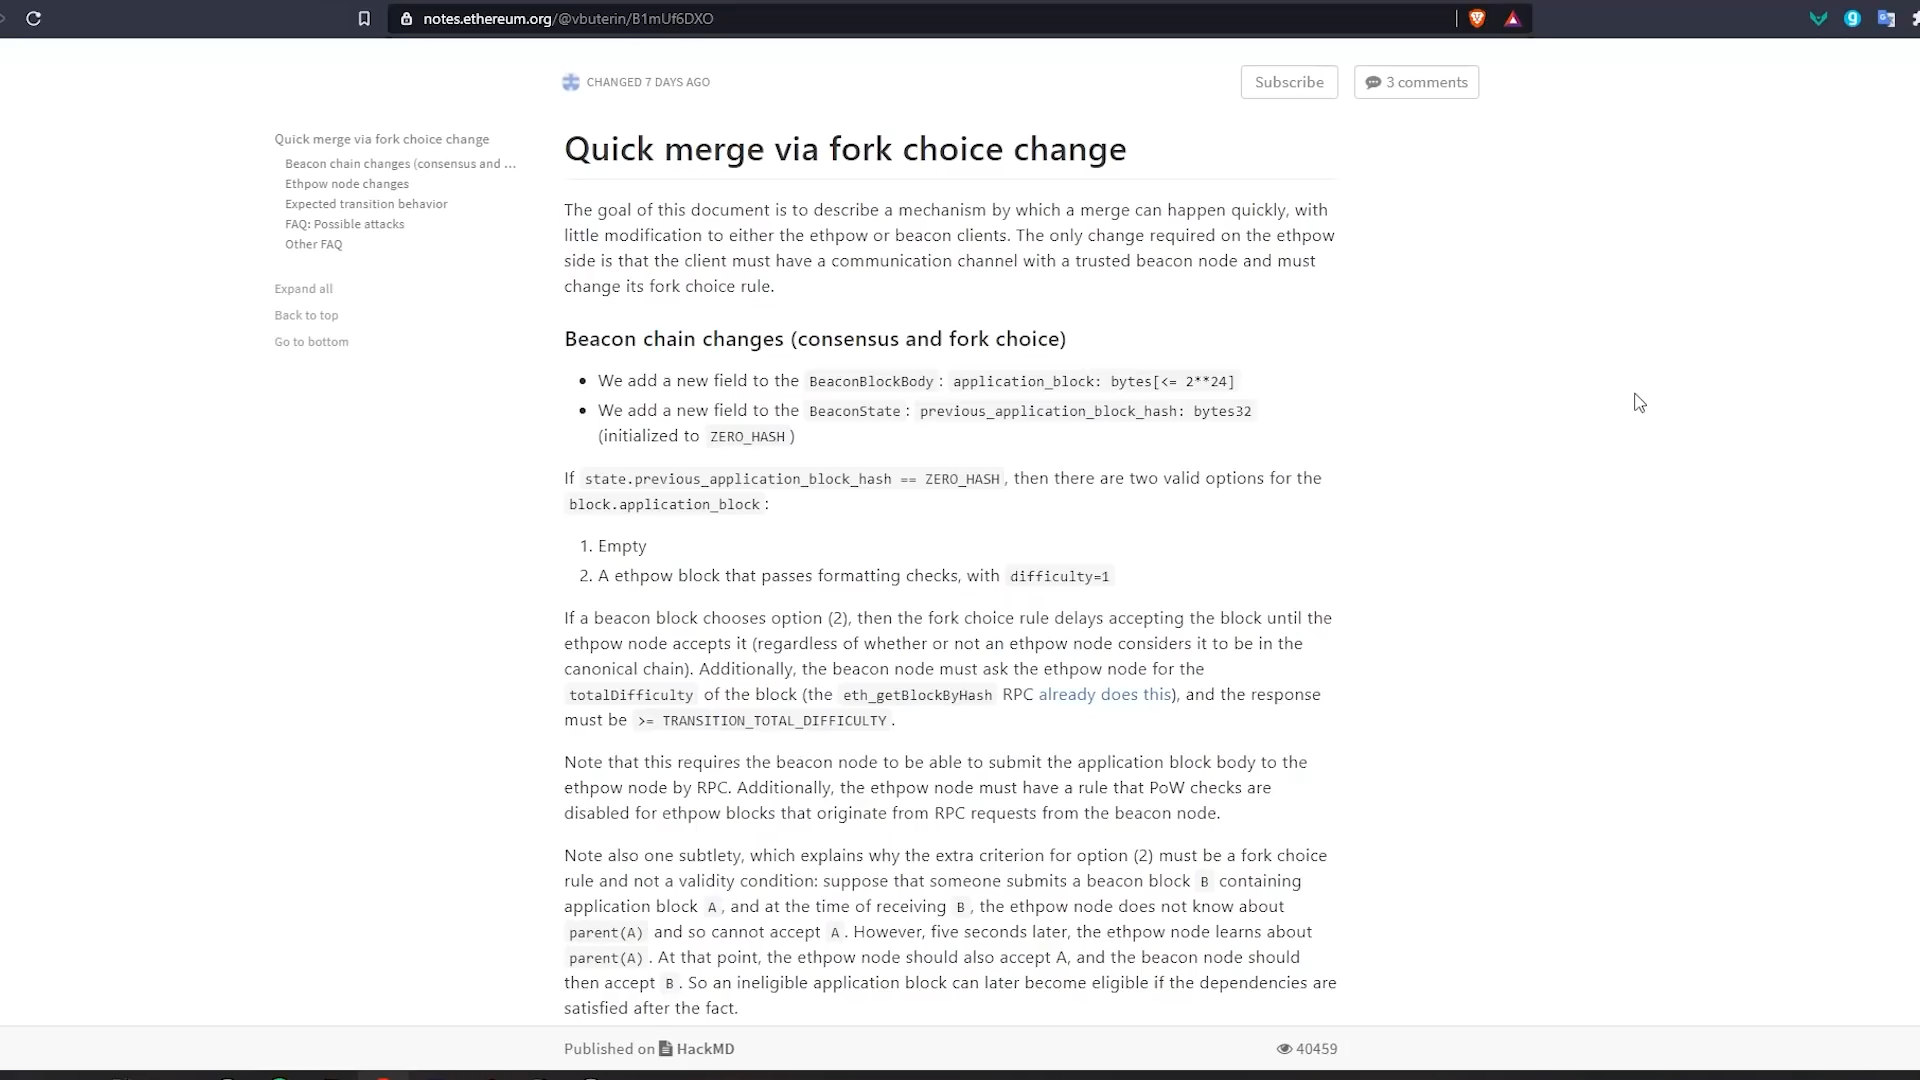 notes.ethereum.org/@vbuterin/B1mUf6DXO
CHANGED 7 DAYS AGO
Subscribe
3 comments
Quick merge via fork choice change
Beacon chain changes (consensus and ...
Ethpow node changes
Expected transition behavior
FAQ: Possible attacks
Other FAQ
Expand all
Back to top
Go to bottom
Quick merge via fork choice change
The goal of this document is to describe a mechanism by which a merge can happen quickly, with
little modification to either the ethpow or beacon clients. The only change required on the ethpow
side is that the client must have a communication channel with a trusted beacon node and must
change its fork choice rule.
Beacon chain changes (consensus and fork choice)
• We add a new field to the BeaconBlockBody : application_block: bytes[<= 2**24]
• We add a new field to the BeaconState : previous_application_block_hash: bytes32
(initialized to ZERO_HASH )
If state.previous_application_block_hash == ZERO_HASH , then there are two valid options for the
block.application_block :
1. Empty
2. A ethpow block that passes formatting checks, with difficulty=1
If a beacon block chooses option (2), then the fork choice rule delays accepting the block until the
ethpow node accepts it (regardless of whether or not an ethpow node considers it to be in the
canonical chain). Additionally, the beacon node must ask the ethpow node for the
totalDifficulty of the block (the eth_getBlockByHash RPC already does this), and the response
must be >= TRANSITION_TOTAL_DIFFICULTY .
Note that this requires the beacon node to be able to submit the application block body to the
ethpow node by RPC. Additionally, the ethpow node must have a rule that PoW checks are
disabled for ethpow blocks that originate from RPC requests from the beacon node.
Note also one subtlety, which explains why the extra criterion for option (2) must be a fork choice
rule and not a validity condition: suppose that someone submits a beacon block B containing
application block A , and at the time of receiving B , the ethpow node does not know about
parent(A) and so cannot accept A . However, five seconds later, the ethpow node learns about
parent(A) . At that point, the ethpow node should also accept A, and the beacon node should
then accept B . So an ineligible application block can later become eligible if the dependencies are
satisfied after the fact.
Published on HackMD
40459